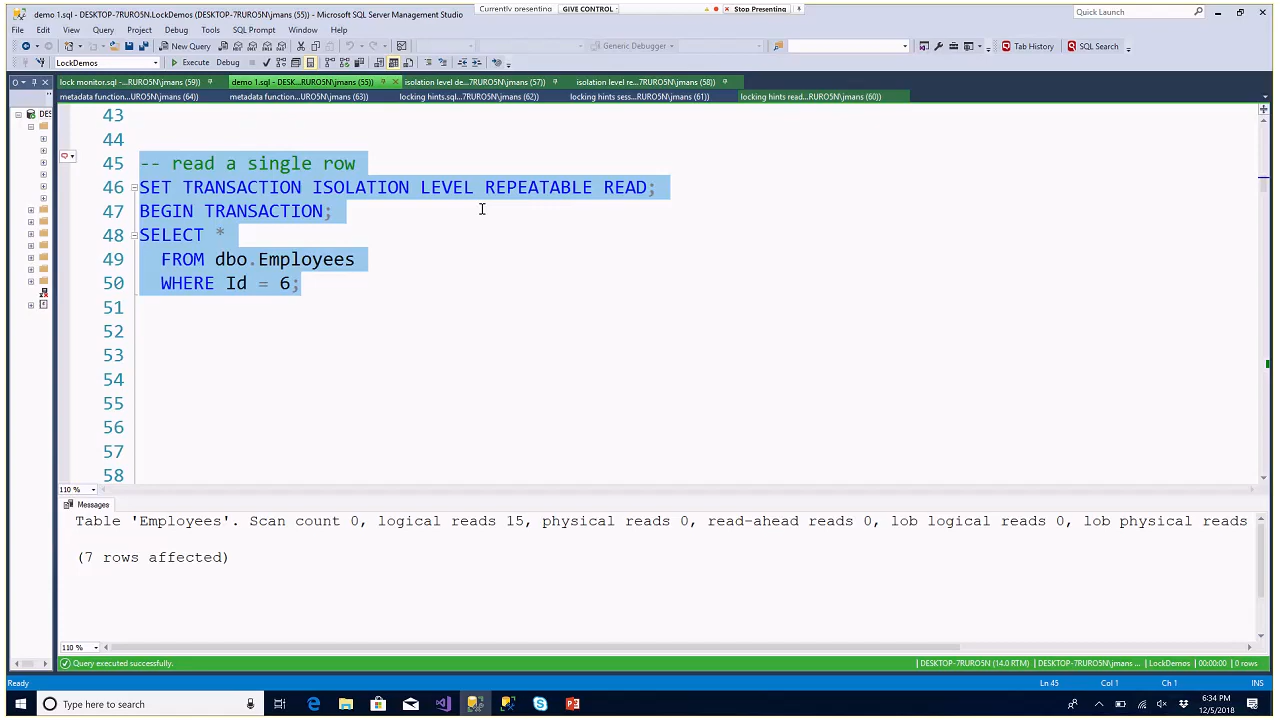 demo 1.sql - DESKTOP-7RURO5N.LockDemos (DESKTOP-7RURO5N\jmans (55)) - Microsoft SQL Server Management Studio
Currently presenting GIVE CONTROL Stop Presenting
Quick Launch
File Edit View Query Project Debug Tools SQL Prompt Window Help
New Query Generic Debugger Tab History SQL Search
LockDemos Execute Debug
lock monitor.sql -...RURO5N\jmans (59)) demo 1.sql - DESK...RURO5N\jmans (55)) isolation level de...7RURO5N\jmans (57)) isolation level re...7RURO5N\jmans (58))
metadata function...URO5N\jmans (64)) metadata function...URO5N\jmans (63)) locking hints.sql...7RURO5N\jmans (62)) locking hints sess...RURO5N\jmans (61)) locking hints read...RURO5N\jmans (60))
DES
43
44
45 -- read a single row
46 SET TRANSACTION ISOLATION LEVEL REPEATABLE READ;
47 BEGIN TRANSACTION;
48 SELECT *
49 FROM dbo.Employees
50 WHERE Id = 6;
51
52
53
54
55
56
57
58
110 %
Messages
Table 'Employees'. Scan count 0, logical reads 15, physical reads 0, read-ahead reads 0, lob logical reads 0, lob physical reads
(7 rows affected)
110 %
Query executed successfully. DESKTOP-7RURO5N (14.0 RTM) DESKTOP-7RURO5N\jmans ... LockDemos 00:00:00 0 rows
Ready Ln 45 Col 1 Ch 1 INS
Type here to search
6:34 PM
12/5/2018